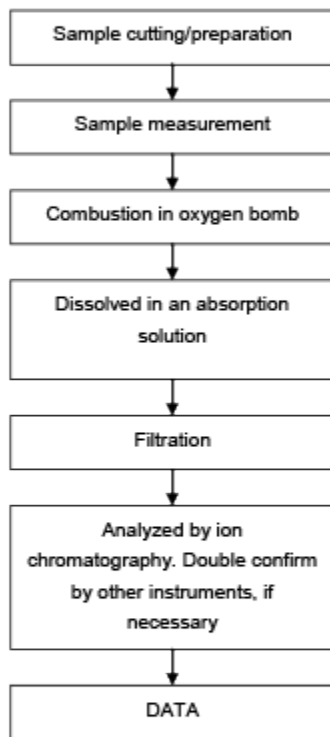 Sample cutting/preparation
Sample measurement
Combustion in oxygen bomb
Dissolved in an absorption
solution
Filtration
Analyzed by ion
chromatography. Double confirm
by other instruments, if
necessary
DATA